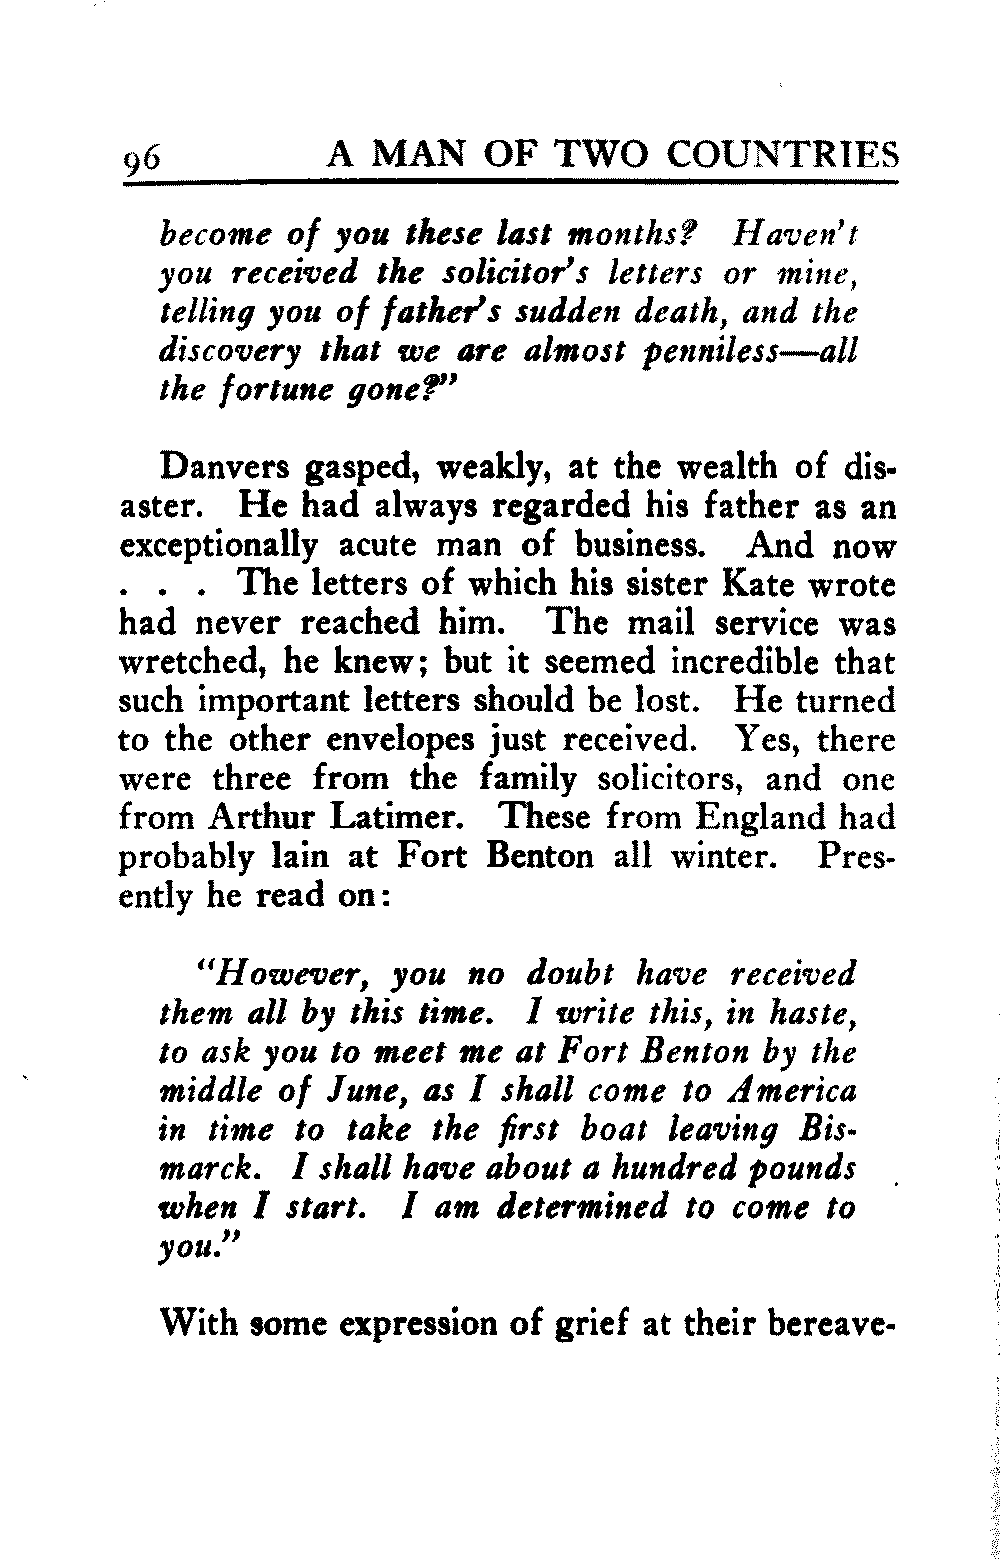 96 A MAN OF TWO COUNTRIES
become of you these last months? Haven't
you received the solicitor's letters or mine,
telling you of father's sudden death, and the
discovery that we are almost penniless—all
the fortune gone?"
Danvers gasped, weakly, at the wealth of dis-
aster. He had always regarded his father as an
exceptionally acute man of business. And now
. . . The letters of which his sister Kate wrote
had never reached him. The mail service was
wretched, he knew; but it seemed incredible that
such important letters should be lost. He turned
to the other envelopes just received. Yes, there
were three from the family solicitors, and one
from Arthur Latimer. These from England had
probably lain at Fort Benton all winter. Pres-
ently he read on:
"However, you no doubt have received
them all by this time. I write this, in haste,
to ask you to meet me at Fort Benton by the
middle of June, as I shall come to America
in time to take the first boat leaving Bis-
marck. I shall have about a hundred pounds
when I start. I am determined to come to
you."
With some expression of grief at their bereave-